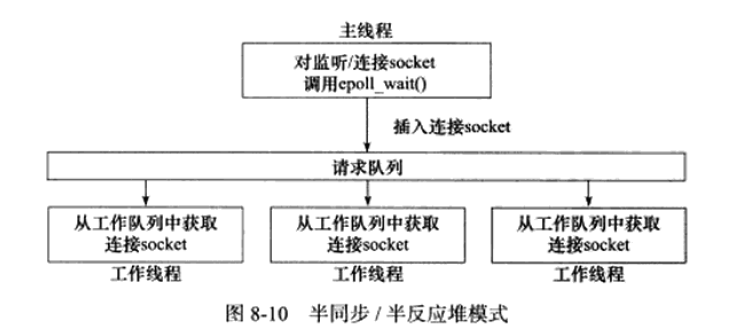 主线程
对监听/连接socket
调用epoll_wait()
插入连接socket
请求队列
从工作队列中获取
连接socket
工作线程
从工作队列中获取
连接socket
工作线程
从工作队列中获取
连接socket
工作线程
图 8-10 半同步 / 半反应堆模式